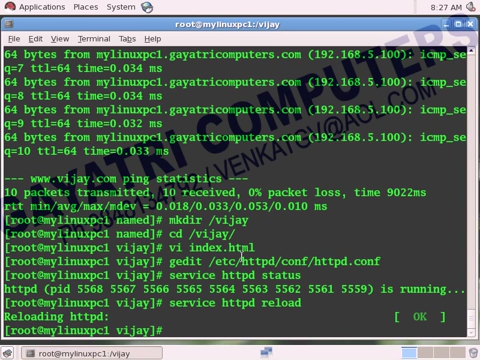 Applications Places System 8:27 AM
root@mylinuxpc1:/vijay
File Edit View Terminal Tabs Help
64 bytes from mylinuxpc1.gayatricomputers.com (192.168.5.100): icmp_se
q=7 ttl=64 time=0.034 ms
64 bytes from mylinuxpc1.gayatricomputers.com (192.168.5.100): icmp_se
q=8 ttl=64 time=0.034 ms
64 bytes from mylinuxpc1.gayatricomputers.com (192.168.5.100): icmp_se
q=9 ttl=64 time=0.032 ms
64 bytes from mylinuxpc1.gayatricomputers.com (192.168.5.100): icmp_se
q=10 ttl=64 time=0.033 ms
--- www.vijay.com ping statistics ---
10 packets transmitted, 10 received, 0% packet loss, time 9022ms
rtt min/avg/max/mdev = 0.018/0.033/0.053/0.010 ms
[root@mylinuxpc1 named]# mkdir /vijay
[root@mylinuxpc1 named]# cd /vijay/
[root@mylinuxpc1 vijay]# vi index.html
[root@mylinuxpc1 vijay]# gedit /etc/httpd/conf/httpd.conf
[root@mylinuxpc1 vijay]# service httpd status
httpd (pid 5568 5567 5566 5565 5564 5563 5562 5561 5559) is running...
[root@mylinuxpc1 vijay]# service httpd reload
Reloading httpd: [ OK ]
[root@mylinuxpc1 vijay]#
root@mylinuxpc1:/vijay
GAYATRI COMPUTERS